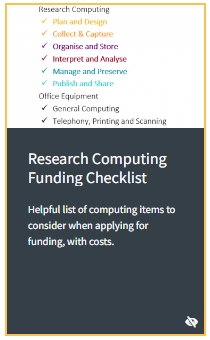 Research Computing
✓ Plan and Design
✓ Collect & Capture
✓ Organise and Store
✓ Interpret and Analyse
✓ Manage and Preserve
✓ Publish and Share
Office Equipment
✓ General Computing
✓ Telephony, Printing and Scanning
Research Computing
Funding Checklist
Helpful list of computing items to
consider when applying for
funding, with costs.